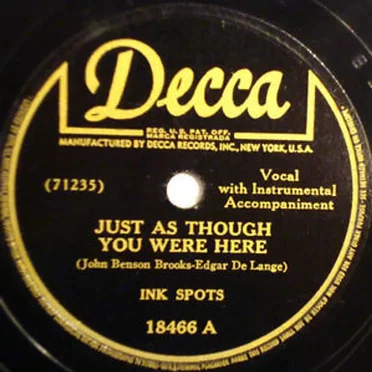 Decca
REG. U.S. PAT. OFF.
MARCA REGISTRADA
MANUFACTURED BY DECCA RECORDS, INC., NEW YORK, U.S.A.
(71235)
Vocal
with Instrumental
Accompaniment
JUST AS THOUGH
YOU WERE HERE
(John Benson Brooks-Edgar De Lange)
INK SPOTS
18466 A